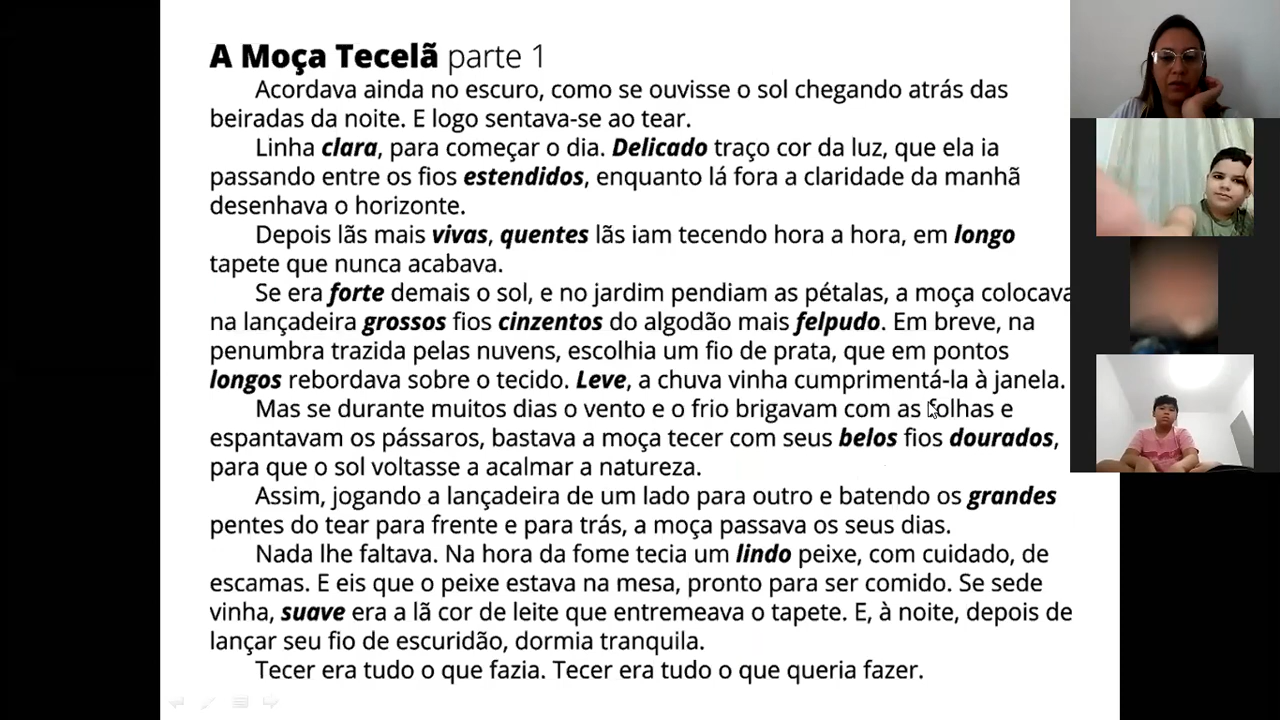 A Moça Tecelã parte 1
Acordava ainda no escuro, como se ouvisse o sol chegando atrás das
beiradas da noite. E logo sentava-se ao tear.
Linha clara, para começar o dia. Delicado traço cor da luz, que ela ia
passando entre os fios estendidos, enquanto lá fora a claridade da manhã
desenhava o horizonte.
Depois lãs mais vivas, quentes lãs iam tecendo hora a hora, em longo
tapete que nunca acabava.
Se era forte demais o sol, e no jardim pendiam as pétalas, a moça colocava
na lançadeira grossos fios cinzentos do algodão mais felpudo. Em breve, na
penumbra trazida pelas nuvens, escolhia um fio de prata, que em pontos
longos rebordava sobre o tecido. Leve, a chuva vinha cumprimentá-la à janela.
Mas se durante muitos dias o vento e o frio brigavam com as folhas e
espantavam os pássaros, bastava a moça tecer com seus belos fios dourados,
para que o sol voltasse a acalmar a natureza.
Assim, jogando a lançadeira de um lado para outro e batendo os grandes
pentes do tear para frente e para trás, a moça passava os seus dias.
Nada lhe faltava. Na hora da fome tecia um lindo peixe, com cuidado, de
escamas. E eis que o peixe estava na mesa, pronto para ser comido. Se sede
vinha, suave era a lã cor de leite que entremeava o tapete. E, à noite, depois de
lançar seu fio de escuridão, dormia tranquila.
Tecer era tudo o que fazia. Tecer era tudo o que queria fazer.